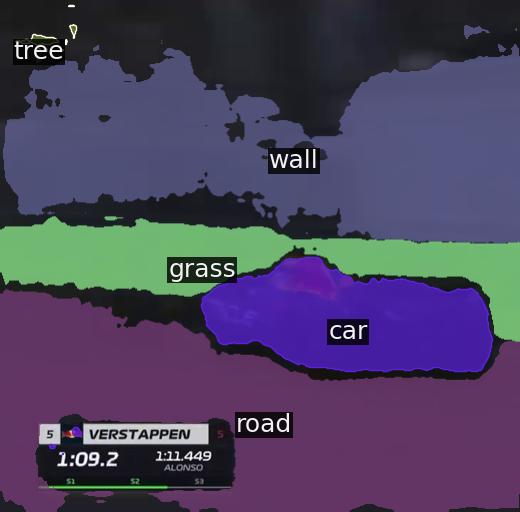 tree
wall
grass
car
road
5 VERSTAPPEN 5
1:09.2 1:11.449
ALONSO
S1 S2 S3